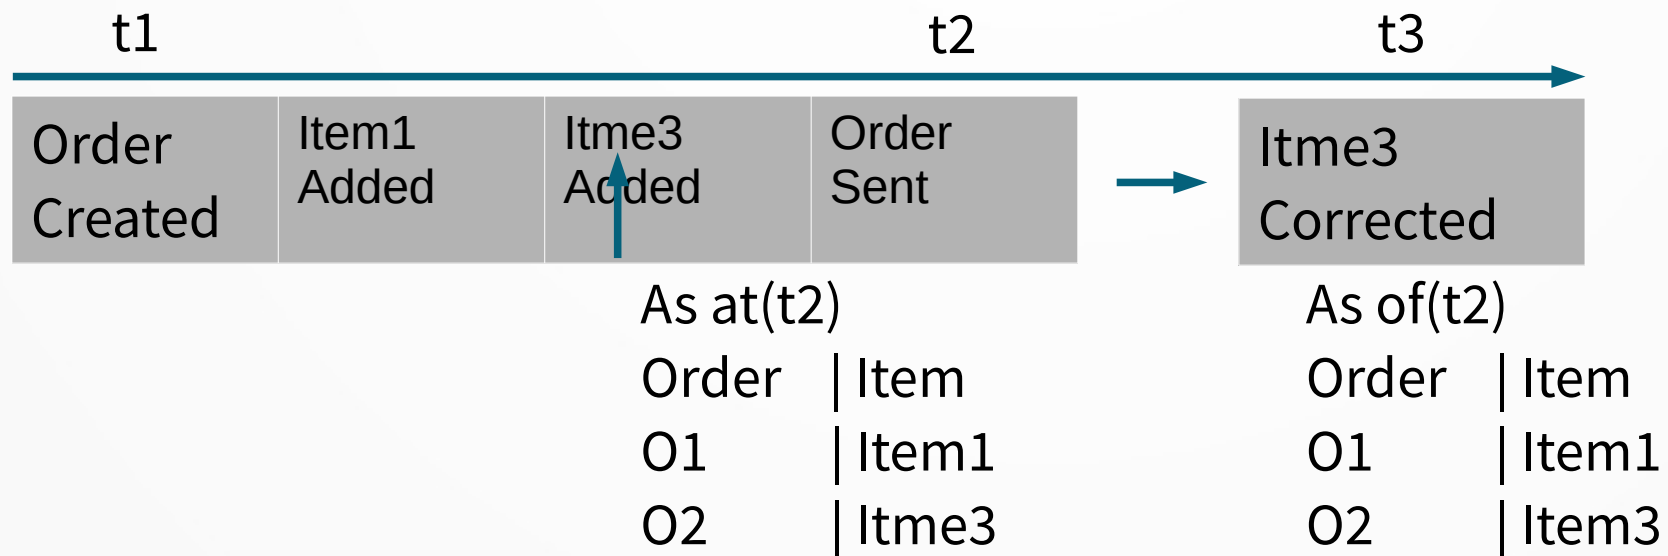 t1 t2 t3
Order
Created
Item1
Added
Itme3
Added
Order
Sent
Itme3
Corrected
As at(t2)
Order | Item
O1 | Item1
O2 | Itme3
As of(t2)
Order | Item
O1 | Item1
O2 | Item3